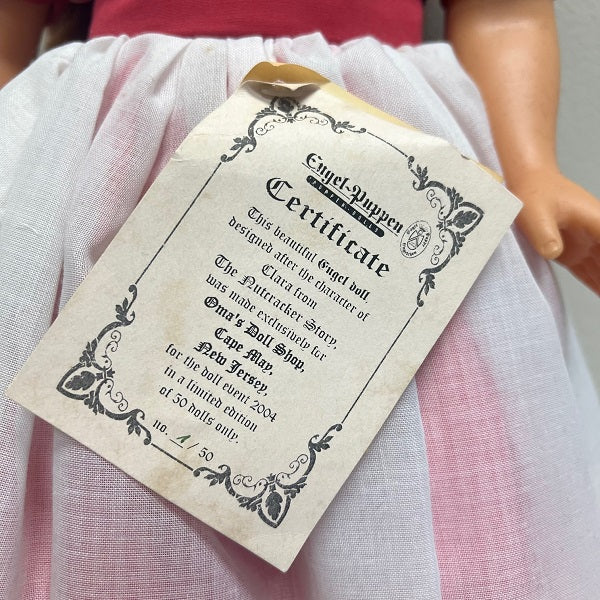 Engel-Puppen
Certificate
This beautiful Engel doll,
designed after the character of
Clara from
The Nutcracker Story,
was made exclusively for
Oma's Doll Shop,
Cape May,
New Jersey,
for the doll event 2004
in a limited edition
of 50 dolls only.
no. 1/50